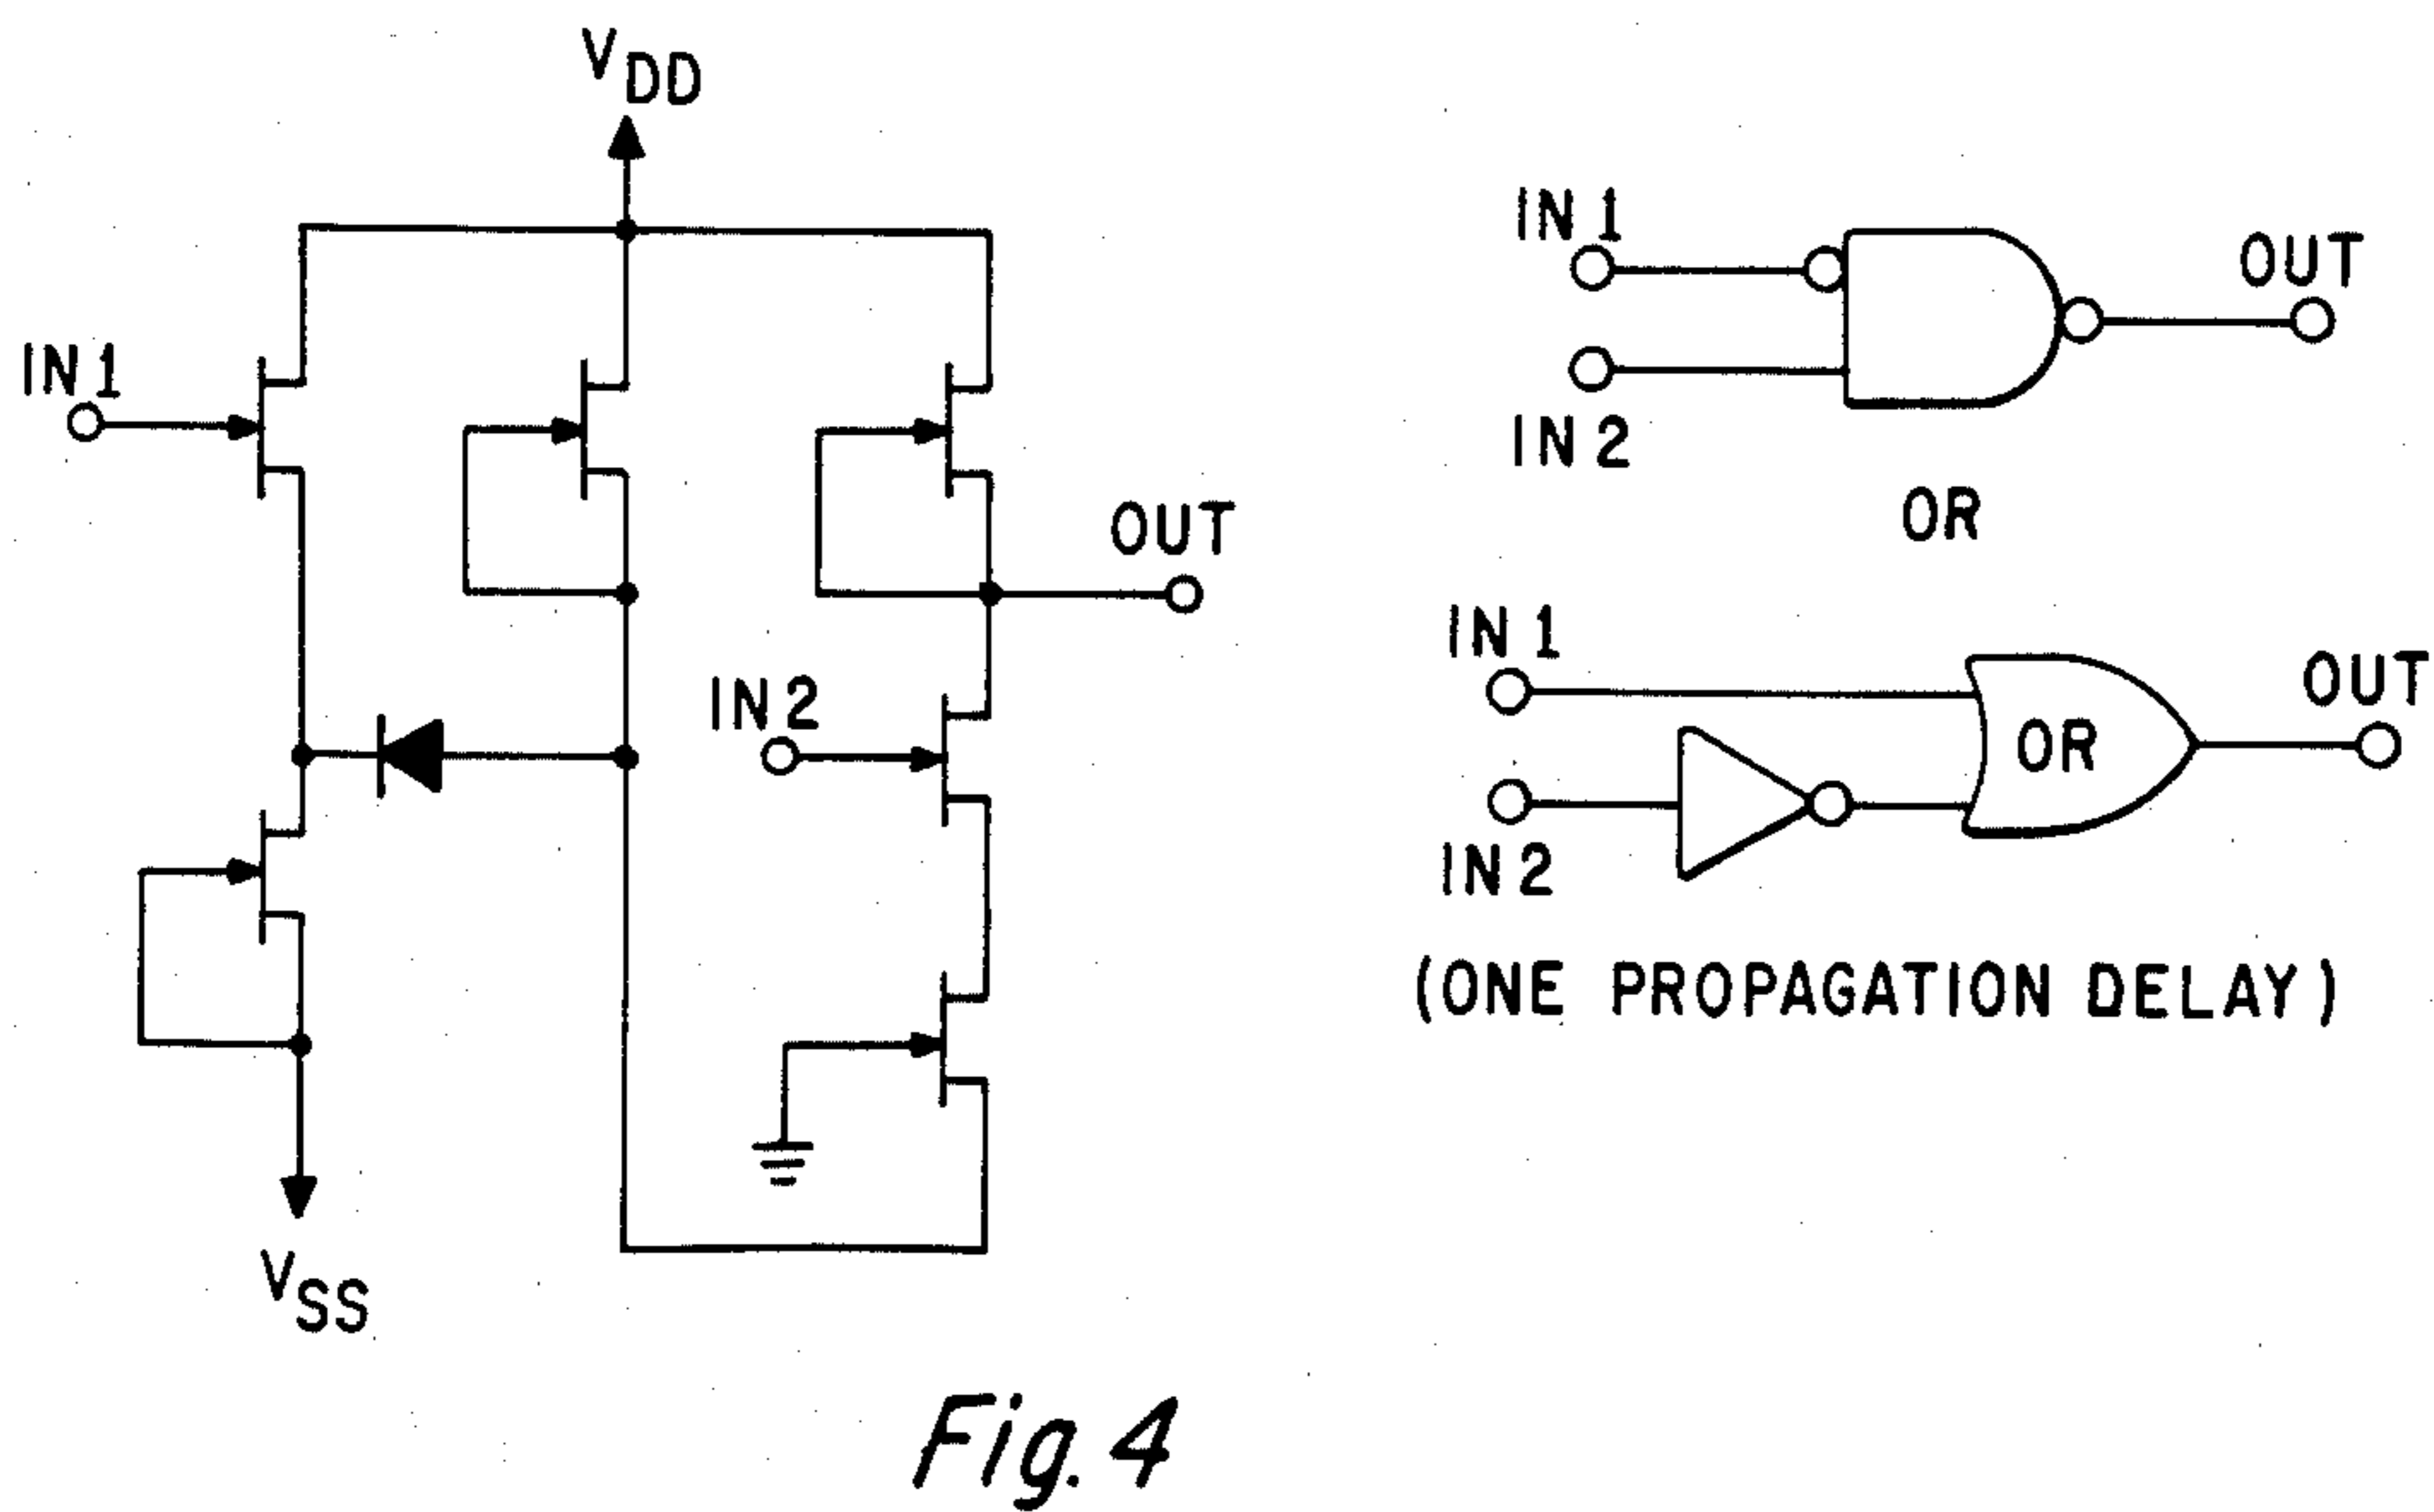 VDD
IN1
OUT
IN2
VSS
IN1
OUT
IN2
OR
IN1
OUT
OR
IN2
(ONE PROPAGATION DELAY)
Fig. 4